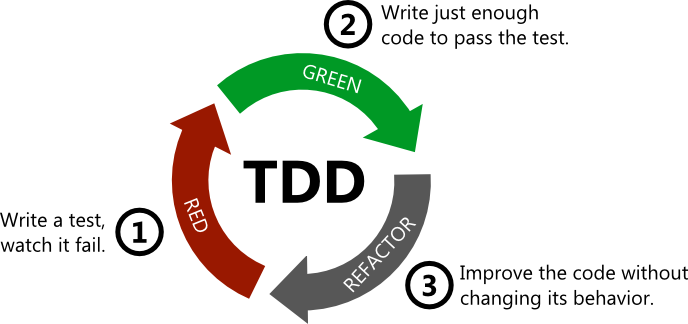 2
Write just enough
code to pass the test.
GREEN
TDD
RED
Write a test,
watch it fail.
1
REFACTOR
3
Improve the code without
changing its behavior.